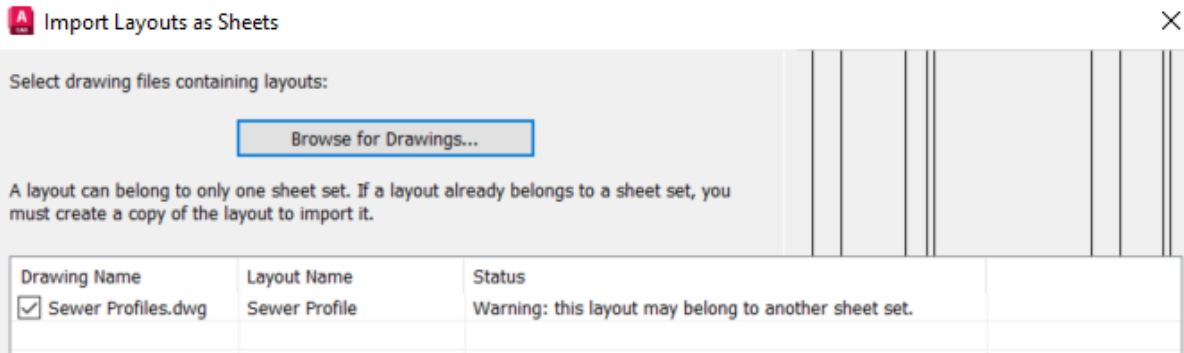 Import Layouts as Sheets
Select drawing files containing layouts:
Browse for Drawings...
A layout can belong to only one sheet set. If a layout already belongs to a sheet set, you
must create a copy of the layout to import it.
Drawing Name Layout Name Status
Sewer Profiles.dwg Sewer Profile Warning: this layout may belong to another sheet set.